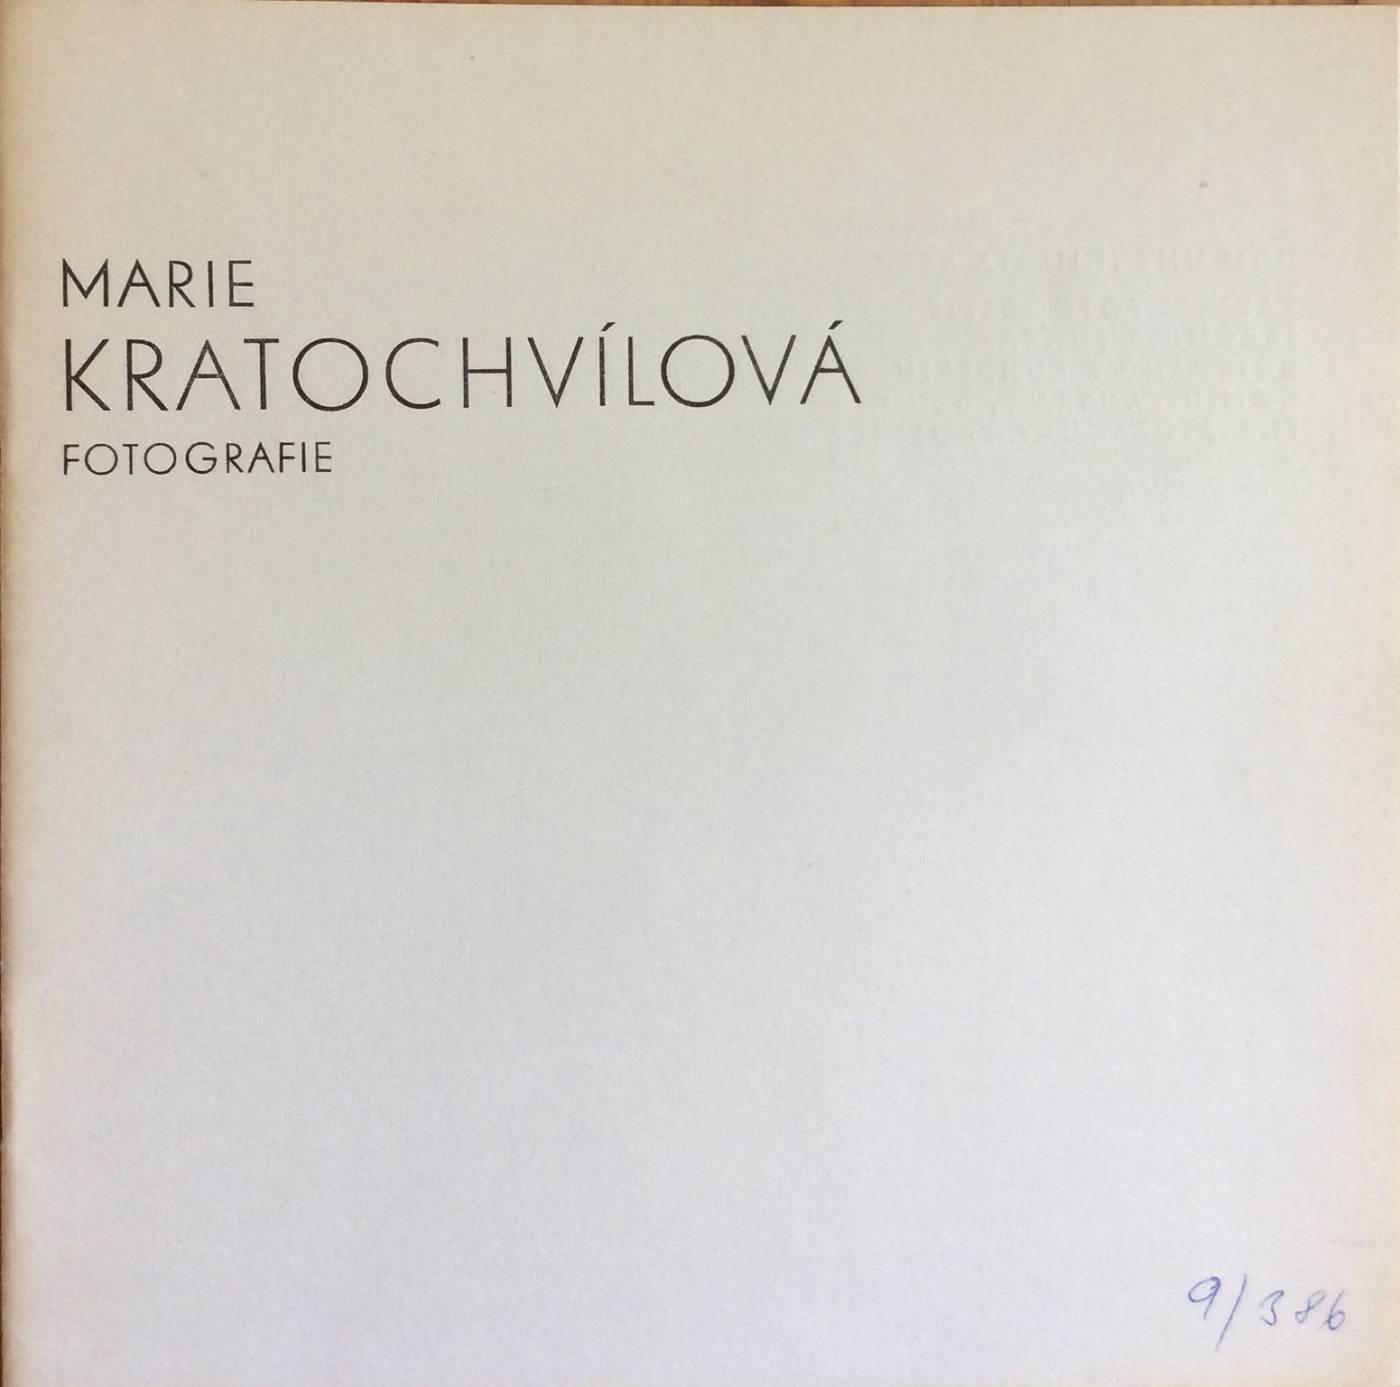 MARIE
KRATOCHVÍLOVÁ
FOTOGRAFIE
9/386